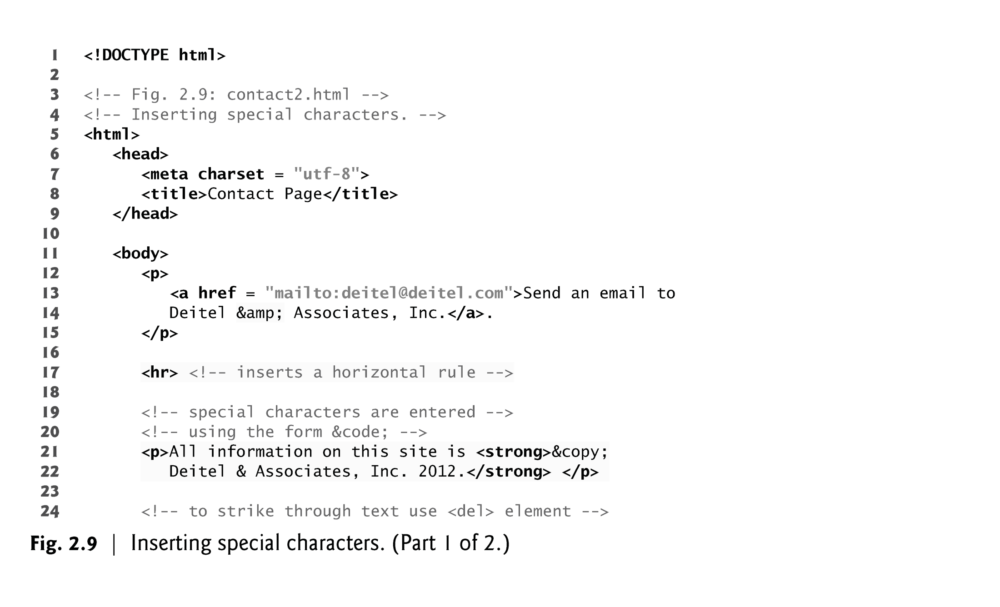 1 <!DOCTYPE html>
2
3 <!-- Fig. 2.9: contact2.html -->
4 <!-- Inserting special characters. -->
5 <html>
6    <head>
7       <meta charset = "utf-8">
8       <title>Contact Page</title>
9    </head>
10
11    <body>
12       <p>
13          <a href = "mailto:deitel@deitel.com">Send an email to
14          Deitel &amp; Associates, Inc.</a>.
15       </p>
16
17       <hr> <!-- inserts a horizontal rule -->
18
19       <!-- special characters are entered -->
20       <!-- using the form &code; -->
21       <p>All information on this site is <strong>&copy;
22          Deitel & Associates, Inc. 2012.</strong> </p>
23
24       <!-- to strike through text use <del> element -->
Fig. 2.9 | Inserting special characters. (Part 1 of 2.)